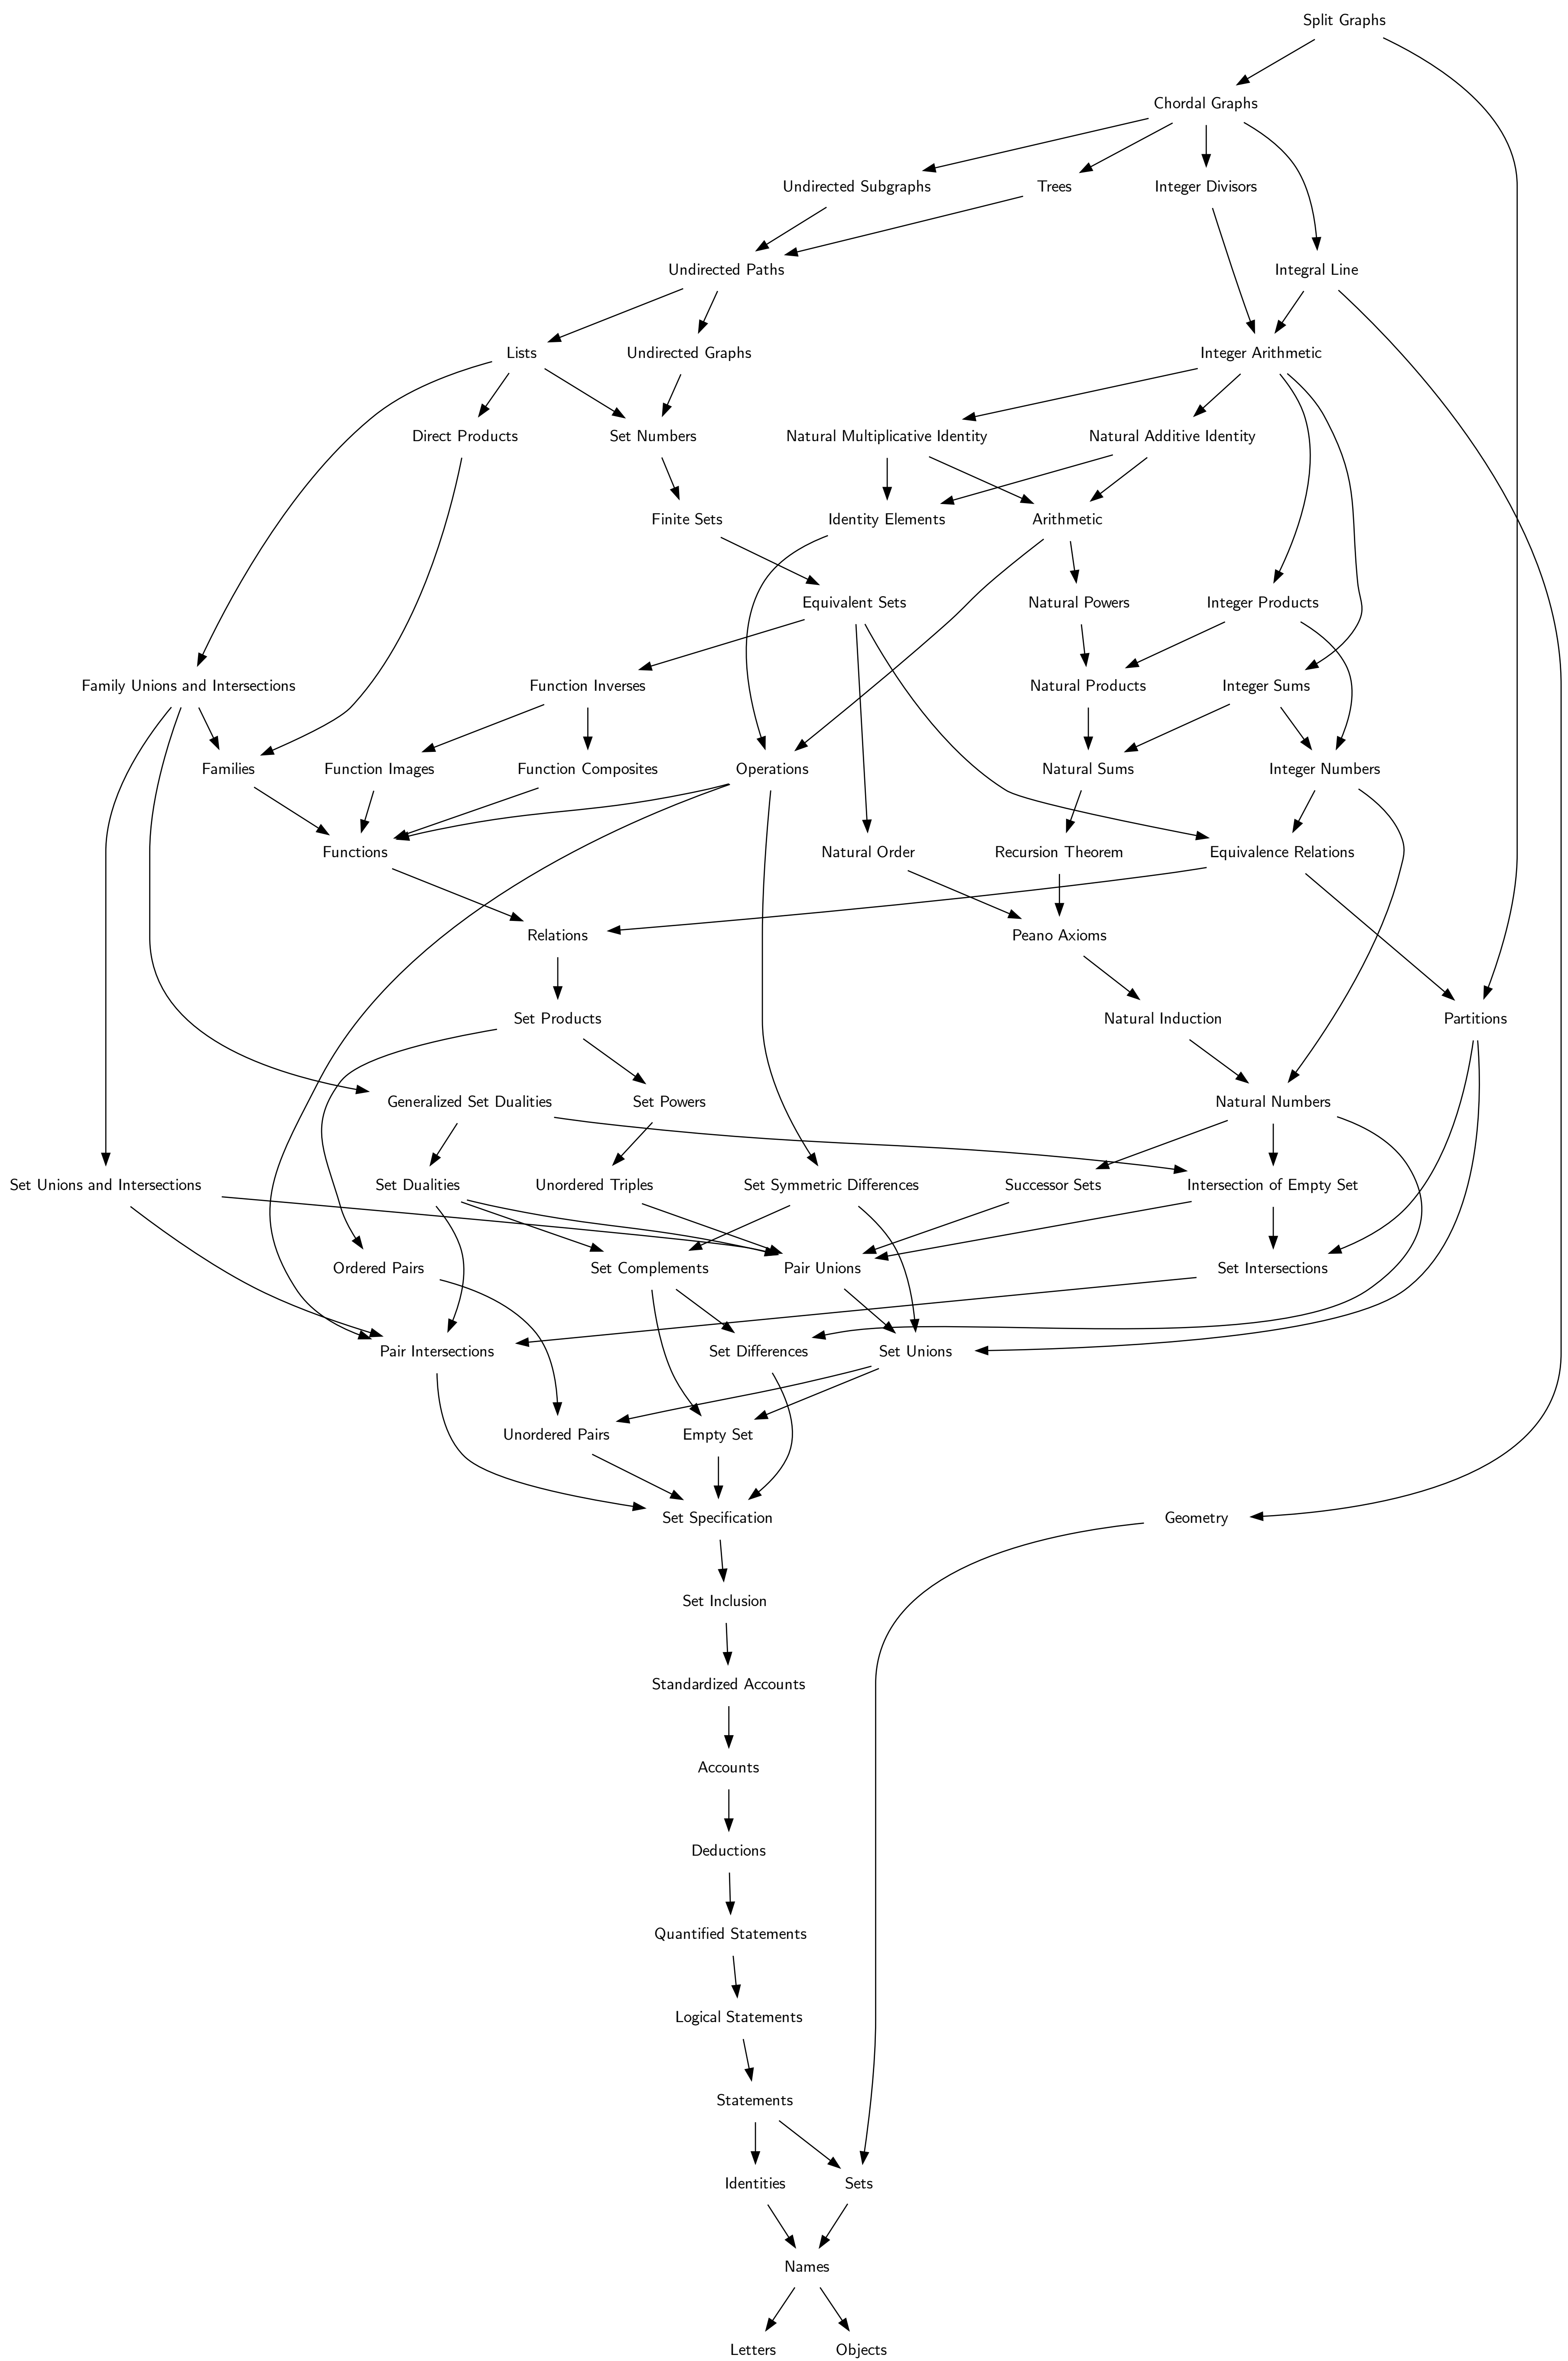 Split Graphs
Chordal Graphs
Undirected Subgraphs
Trees
Integer Divisors
Undirected Paths
Integral Line
Lists
Undirected Graphs
Integer Arithmetic
Direct Products
Set Numbers
Natural Multiplicative Identity
Natural Additive Identity
Finite Sets
Identity Elements
Arithmetic
Equivalent Sets
Natural Powers
Integer Products
Family Unions and Intersections
Function Inverses
Natural Products
Integer Sums
Families
Function Images
Function Composites
Operations
Natural Sums
Integer Numbers
Functions
Natural Order
Recursion Theorem
Equivalence Relations
Relations
Peano Axioms
Set Products
Natural Induction
Partitions
Generalized Set Dualities
Set Powers
Natural Numbers
Set Unions and Intersections
Set Dualities
Unordered Triples
Set Symmetric Differences
Successor Sets
Intersection of Empty Set
Ordered Pairs
Set Complements
Pair Unions
Set Intersections
Pair Intersections
Set Differences
Set Unions
Unordered Pairs
Empty Set
Set Specification
Geometry
Set Inclusion
Standardized Accounts
Accounts
Deductions
Quantified Statements
Logical Statements
Statements
Identities
Sets
Names
Letters
Objects